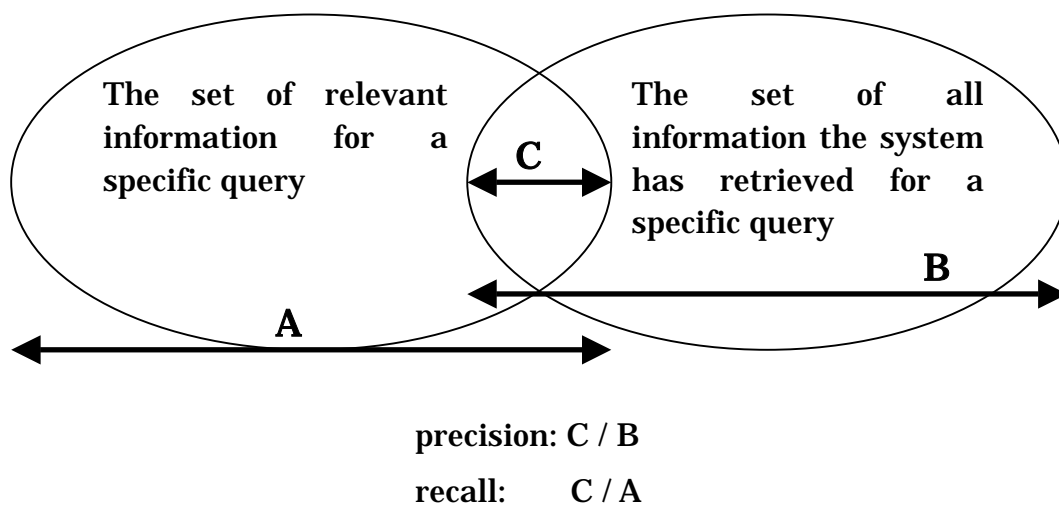 The set of relevant
information for a
specific query
C
The set of all
information the system
has retrieved for a
specific query
B
A
precision: C / B
recall: C / A